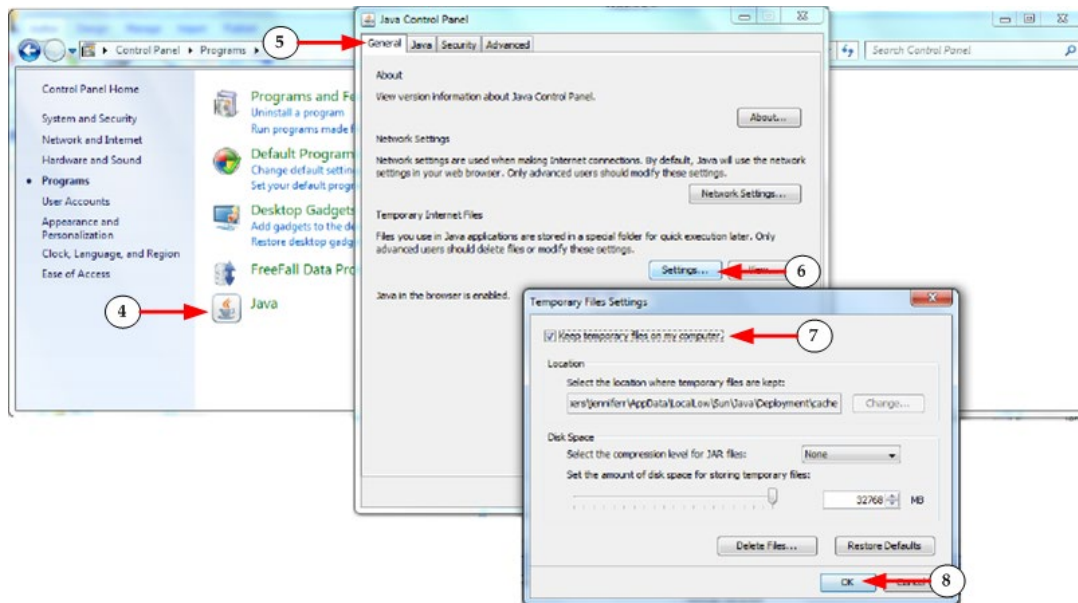 Control Panel ▸ Programs ▸
Search Control Panel
Control Panel Home
System and Security
Network and Internet
Hardware and Sound
Programs
User Accounts
Appearance and
Personalization
Clock, Language, and Region
Ease of Access
Programs and Fe
Uninstall a program
Run programs made f
Default Program
Change default settin
Set your default progr
Desktop Gadgets
Add gadgets to the de
Restore desktop gadg
FreeFall Data Pro
Java
4
5
Java Control Panel
General Java Security Advanced
About
View version information about Java Control Panel.
About...
Network Settings
Network settings are used when making Internet connections. By default, Java will use the network
settings in your web browser. Only advanced users should modify these settings.
Network Settings...
Temporary Internet Files
Files you use in Java applications are stored in a special folder for quick execution later. Only
advanced users should delete files or modify these settings.
Settings... View...
6
Java in the browser is enabled.
Temporary Files Settings
Keep temporary files on my computer.
7
Location
Select the location where temporary files are kept:
sers\jenniferr\AppData\LocalLow\Sun\Java\Deployment\cache
Change...
Disk Space
Select the compression level for JAR files:
None
Set the amount of disk space for storing temporary files:
32768 MB
Delete Files... Restore Defaults
OK Cancel
8